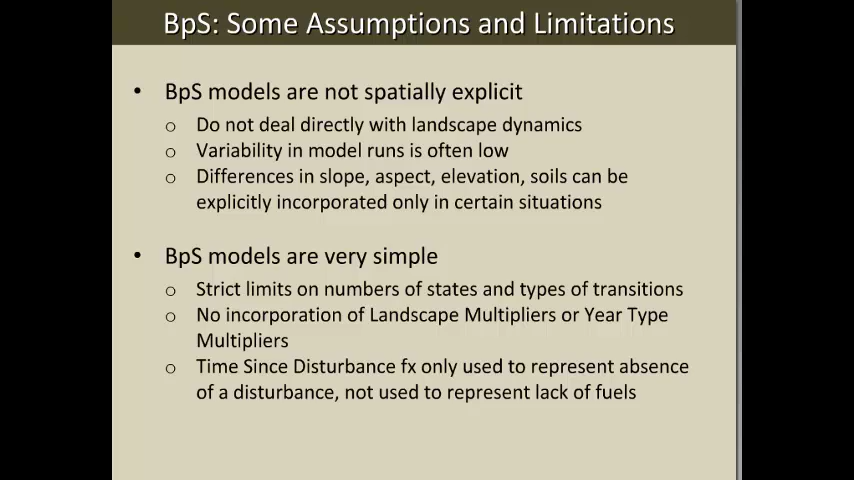 BpS: Some Assumptions and Limitations
• BpS models are not spatially explicit
o Do not deal directly with landscape dynamics
o Variability in model runs is often low
o Differences in slope, aspect, elevation, soils can be
explicitly incorporated only in certain situations
• BpS models are very simple
o Strict limits on numbers of states and types of transitions
o No incorporation of Landscape Multipliers or Year Type
Multipliers
o Time Since Disturbance fx only used to represent absence
of a disturbance, not used to represent lack of fuels